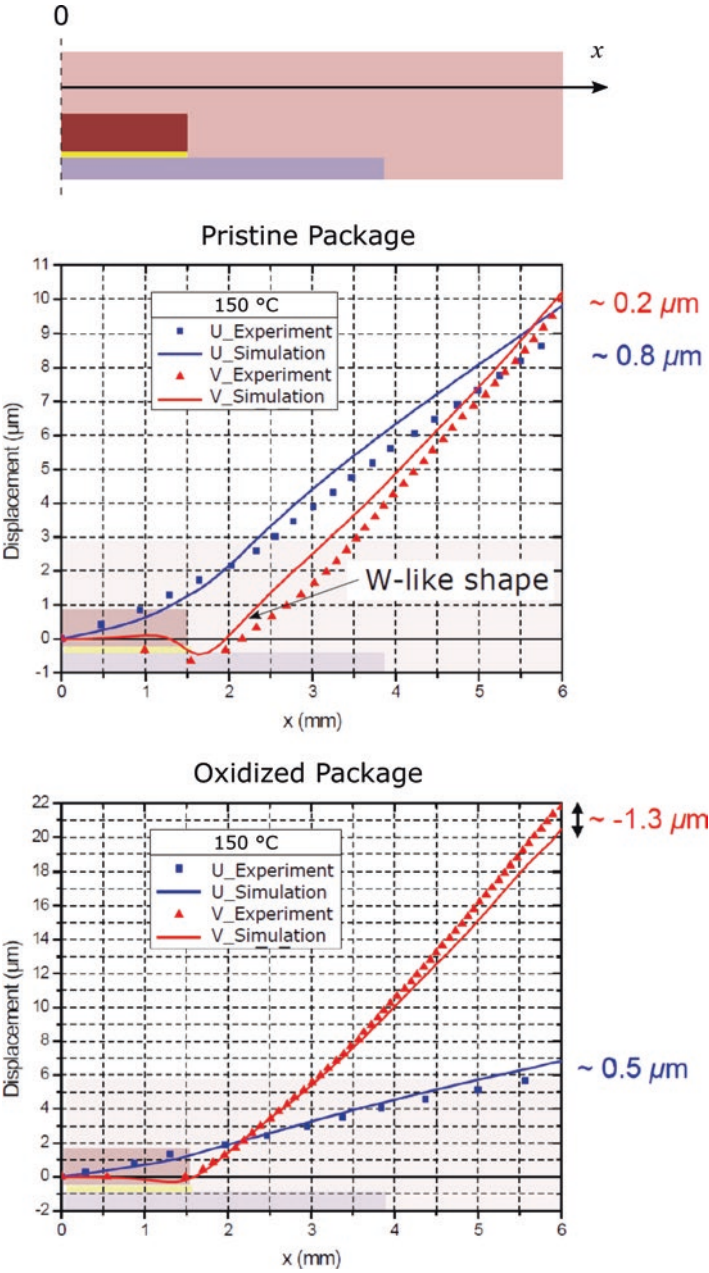 0
x
Pristine Package
11
10
9
8
7
6
5
4
3
2
1
0
-1
Displacement (µm)
150 °C
U_Experiment
U_Simulation
V_Experiment
V_Simulation
W-like shape
~ 0.2 µm
~ 0.8 µm
0 1 2 3 4 5 6
x (mm)
Oxidized Package
22
20
18
16
14
12
10
8
6
4
2
0
-2
Displacement (µm)
150 °C
U_Experiment
U_Simulation
V_Experiment
V_Simulation
~ -1.3 µm
~ 0.5 µm
0 1 2 3 4 5 6
x (mm)